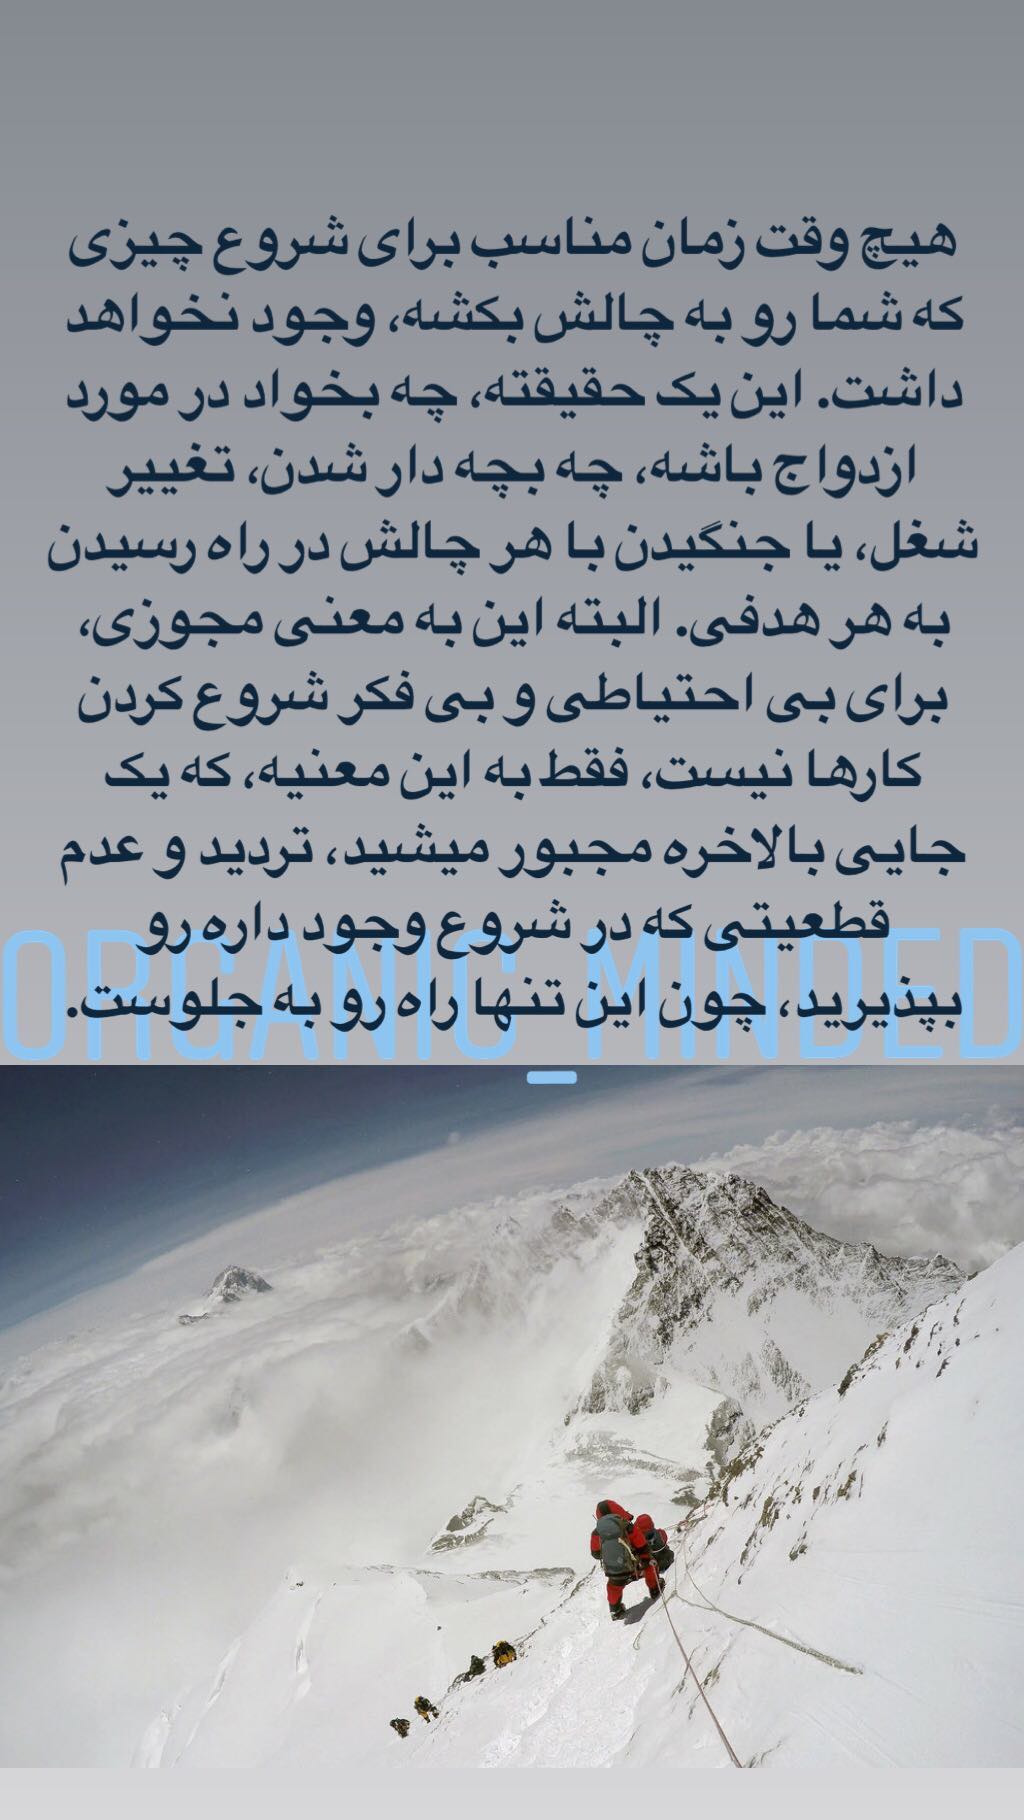 هیچ وقت زمان مناسب برای شروع چیزی
که شما رو به چالش بکشه، وجود نخواهد
داشت. این یک حقیقته، چه بخواد در مورد
ازدواج باشه، چه بچه دار شدن، تغییر
شغل، یا جنگیدن با هر چالش در راه رسیدن
به هر هدفی. البته این به معنی مجوزی،
برای بی احتیاطی و بی فکر شروع کردن
کارها نیست، فقط به این معنیه، که یک
جایی بالاخره مجبور میشید، تردید و عدم
قطعیتی که در شروع وجود داره رو
بپذیرید، چون این تنها راه رو به جلوست.
ORGANIC_MINDED